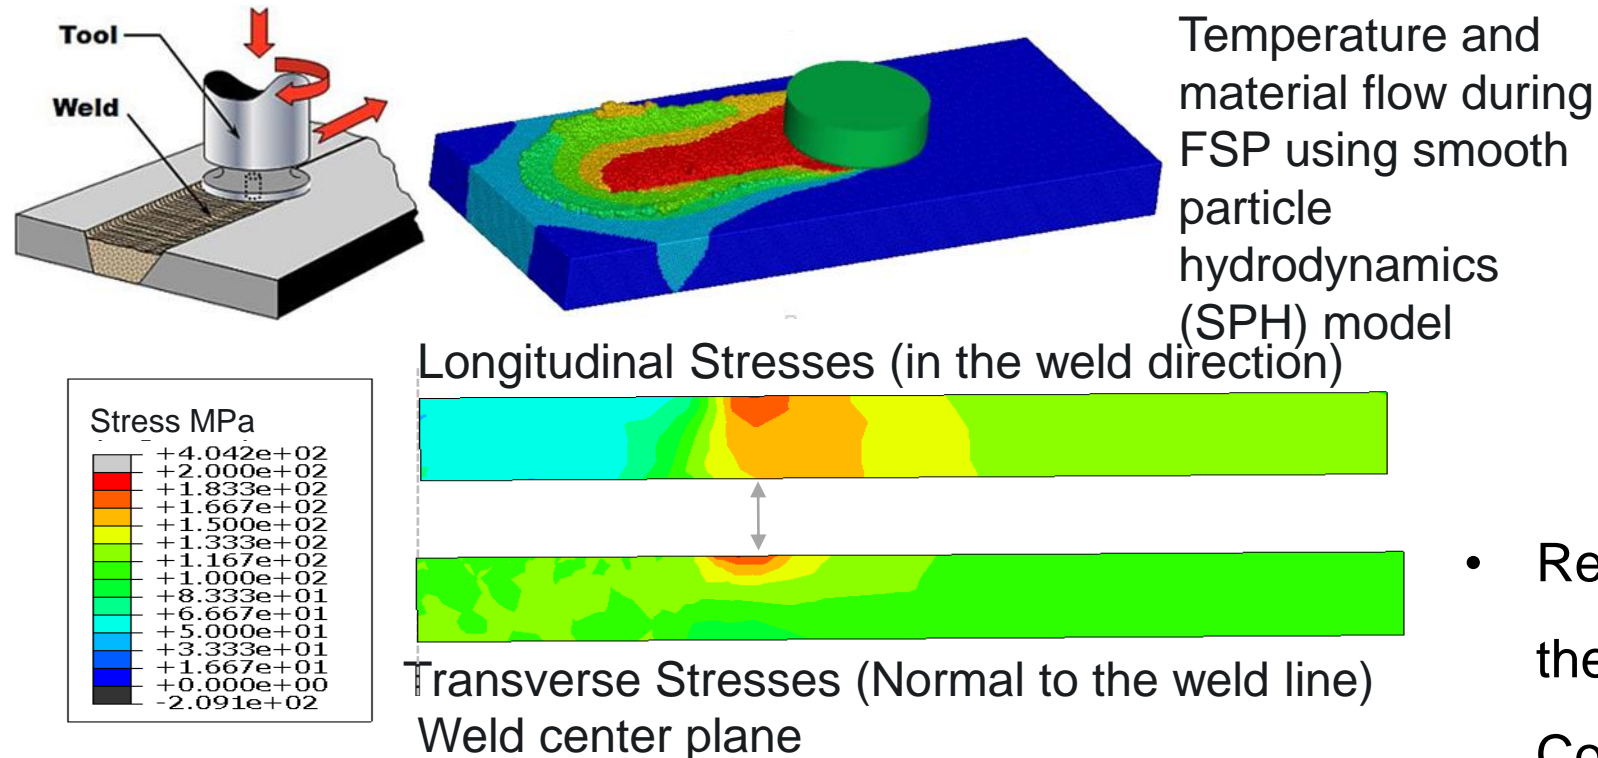 Tool
Weld
Temperature and
material flow during
FSP using smooth
particle
hydrodynamics
(SPH) model
Longitudinal Stresses (in the weld direction)
Stress MPa
+4.042e+02
+2.000e+02
+1.833e+02
+1.667e+02
+1.500e+02
+1.333e+02
+1.167e+02
+1.000e+02
+8.333e+01
+6.667e+01
+5.000e+01
+3.333e+01
+1.667e+01
+0.000e+00
-2.091e+02
Transverse Stresses (Normal to the weld line)
Weld center plane
• Re
the